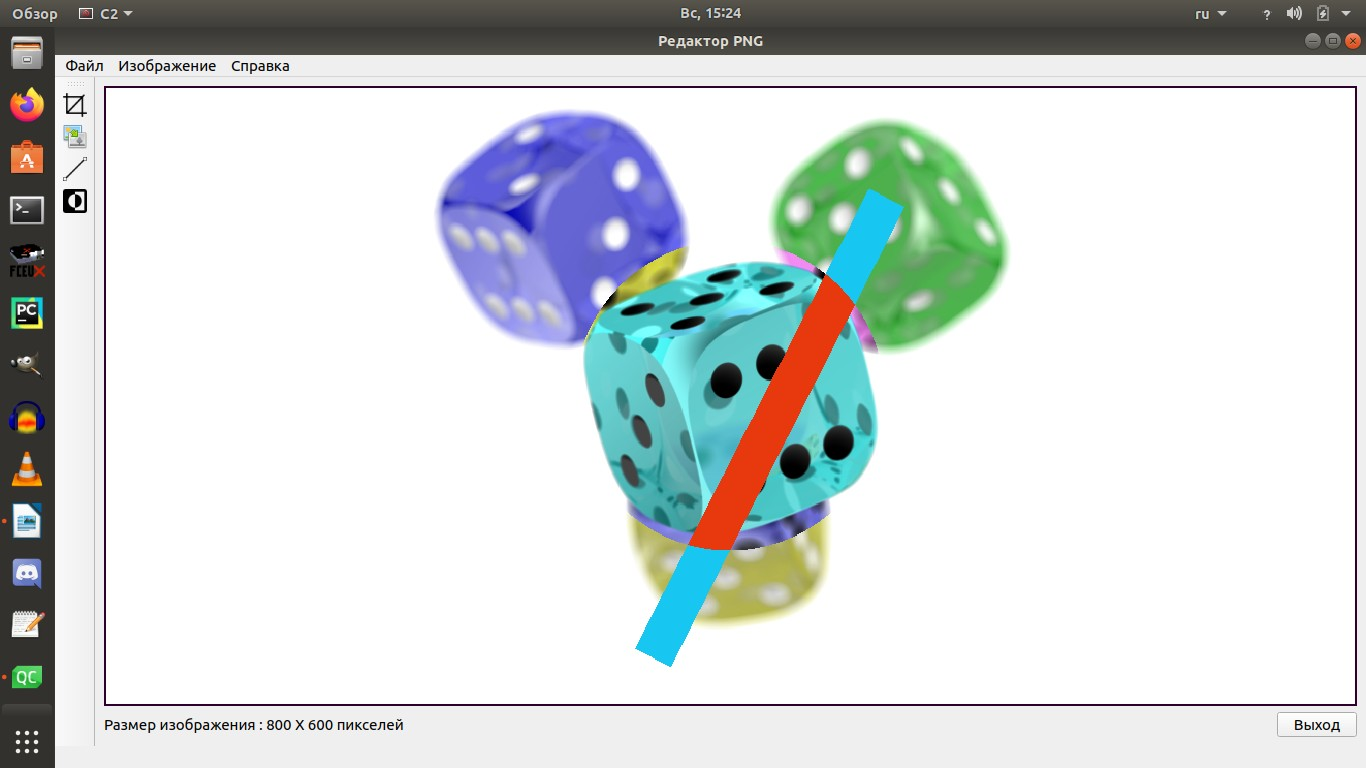 Обзор C2 Вс, 15:24 ru ?
Редактор PNG
Файл Изображение Справка
A
>_
FCEUX
PC
QC
Размер изображения : 800 X 600 пикселей Выход